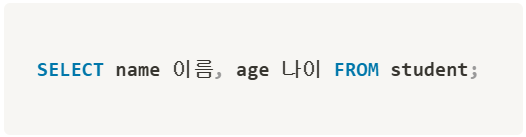 SELECT name 이름, age 나이 FROM student;